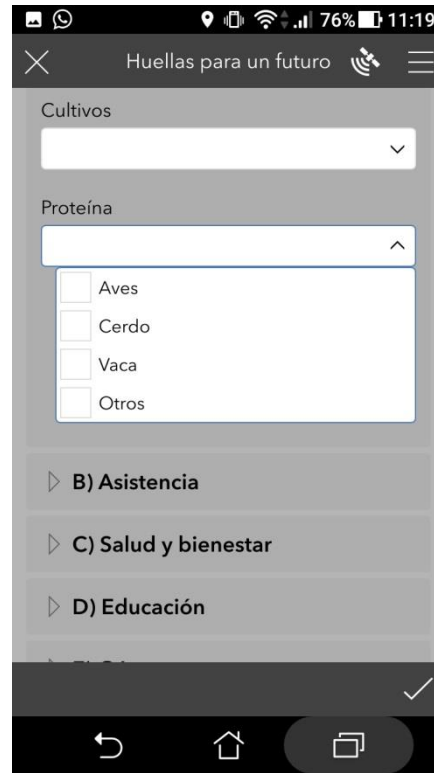 76% 11:19
Huellas para un futuro
Cultivos
Proteína
Aves
Cerdo
Vaca
Otros
B) Asistencia
C) Salud y bienestar
D) Educación